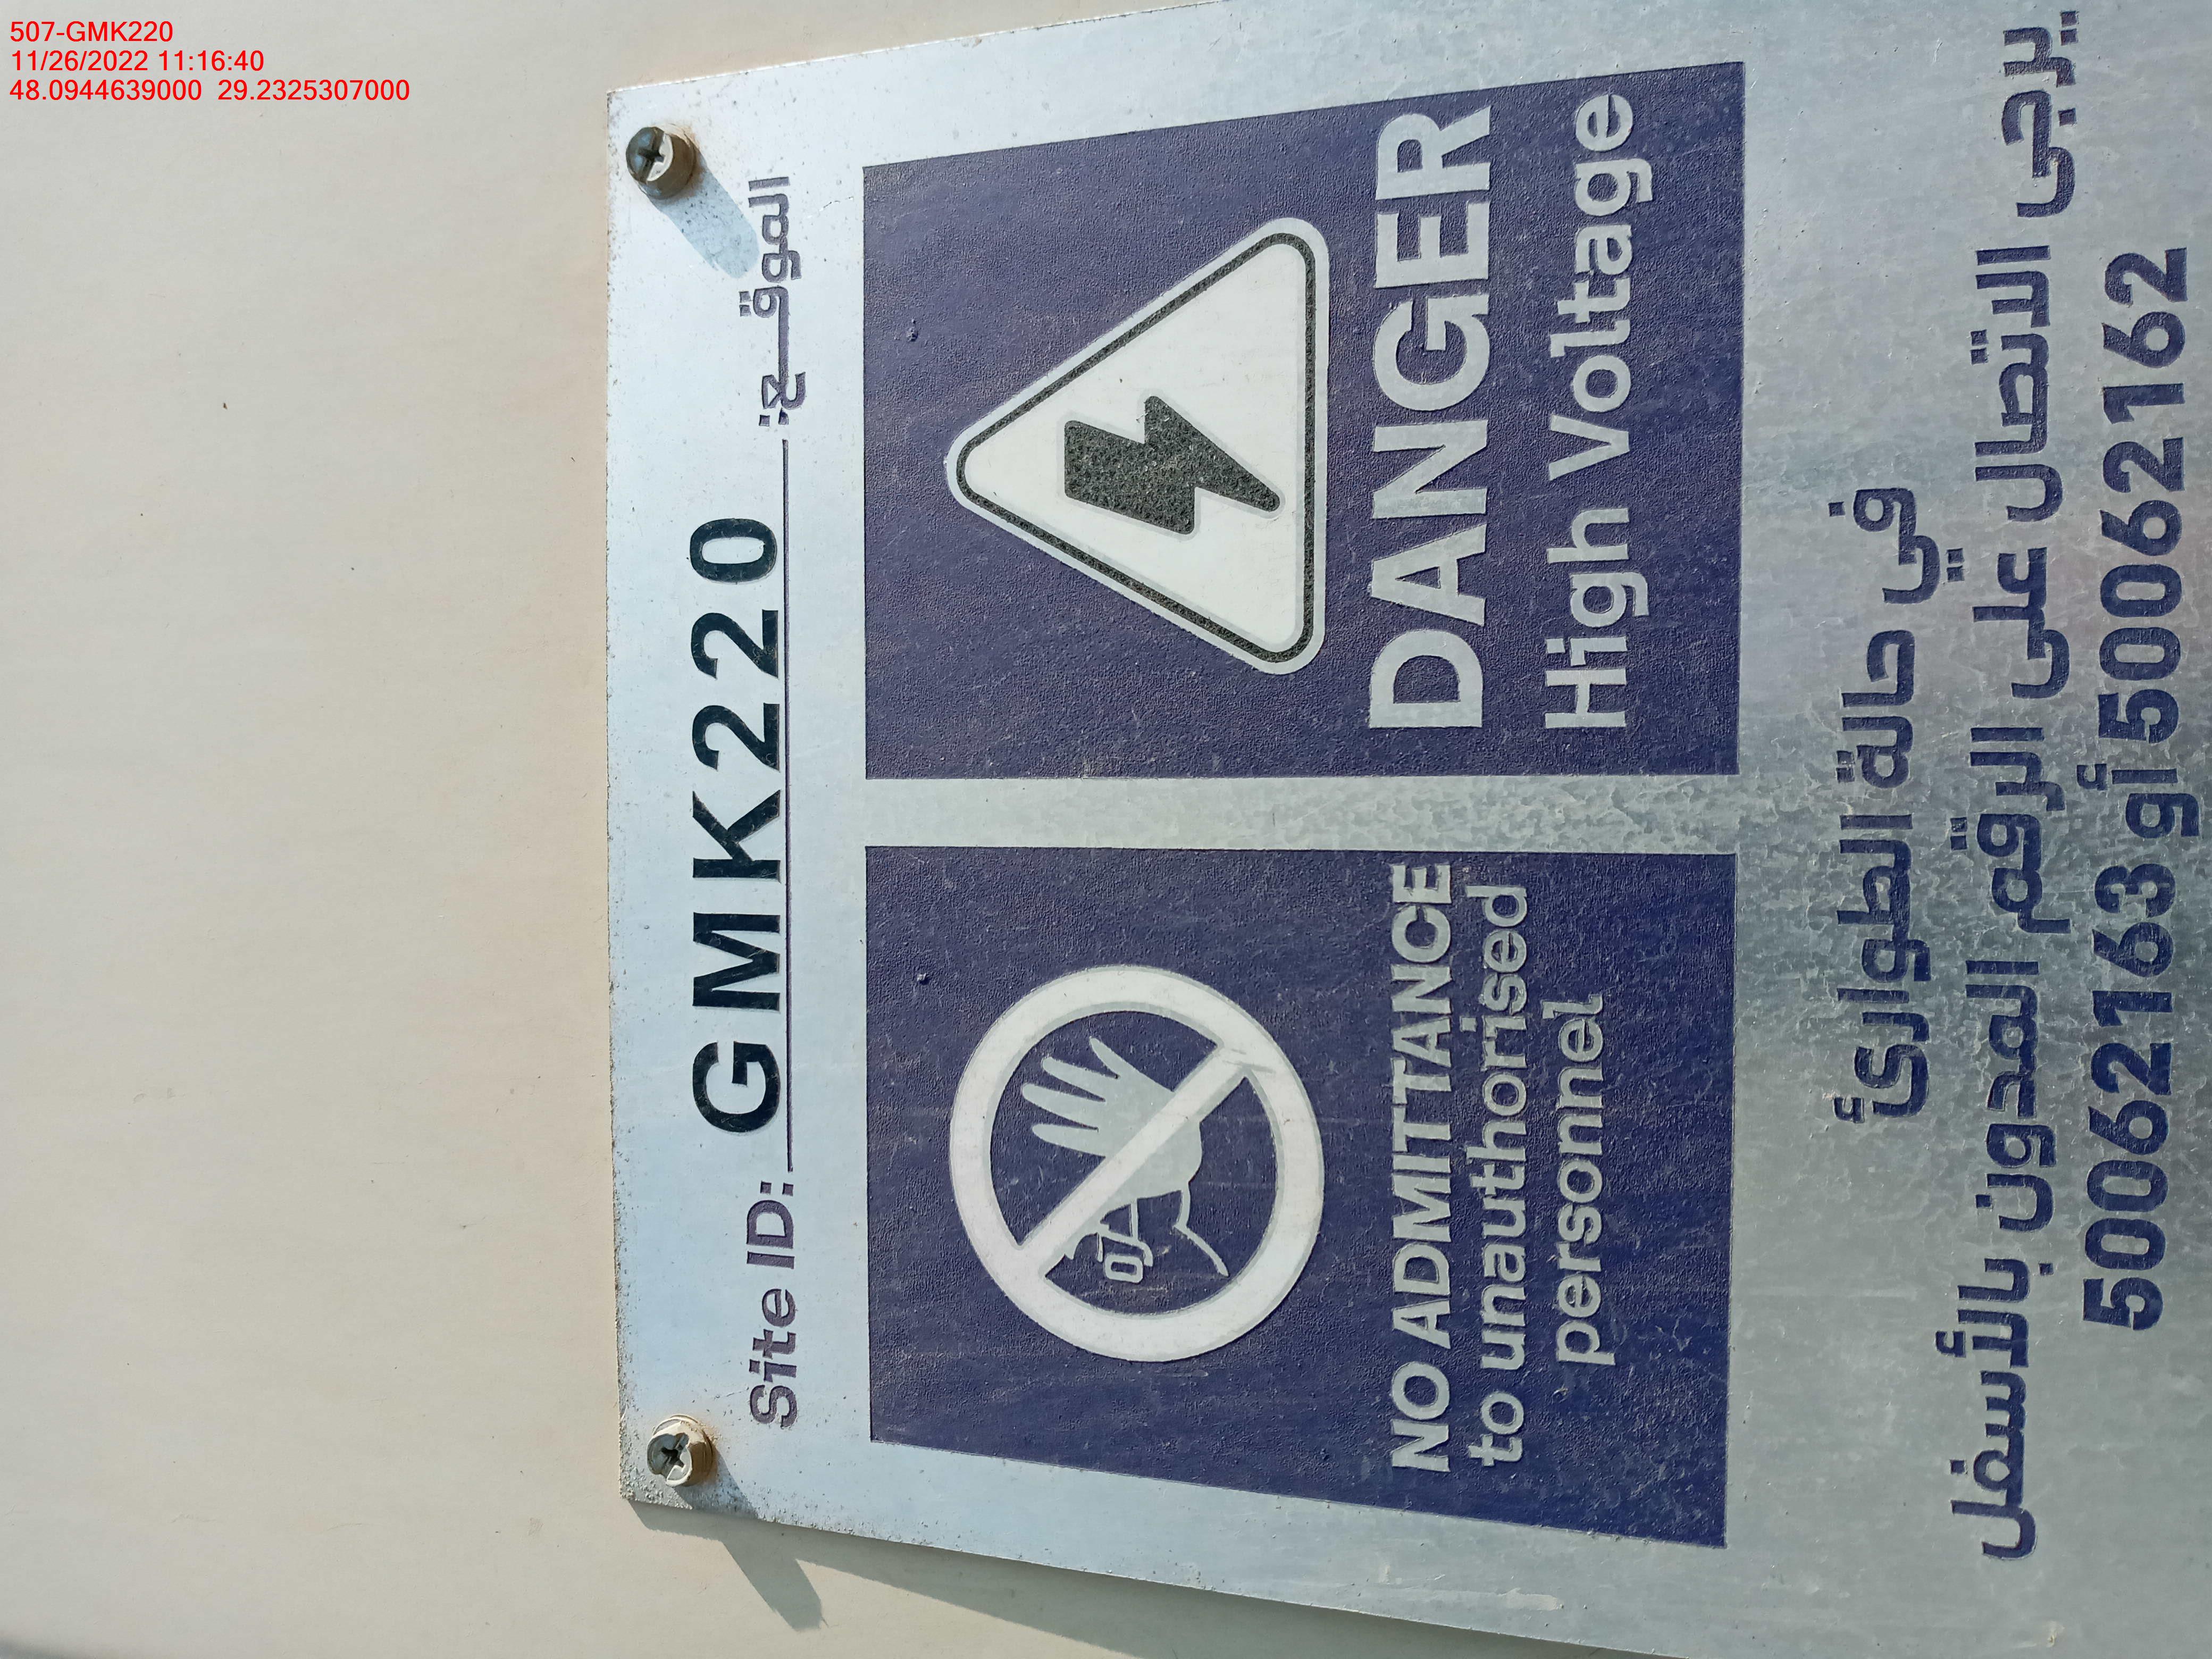 507-GMK220
11/26/2022 11:16:40
48.0944639000 29.2325307000
Site ID: GMK220 الموقـــع:
NO ADMITTANCE
to unauthorised
personnel
DANGER
High Voltage
في حالة الطوارئ
يرجى الاتصال على الرقم المدون بالأسفل
50062163 أو 50062162